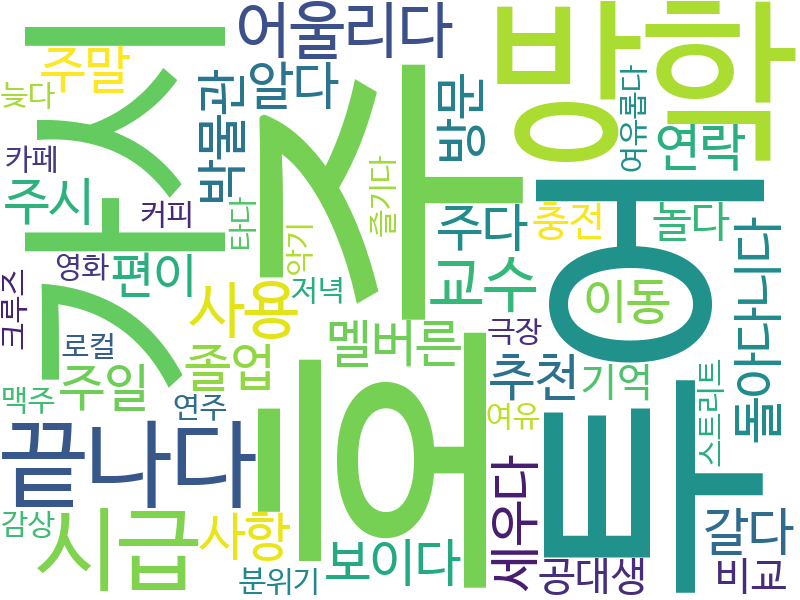 어울리다
방학
가시
주말
알다
박물관
방문
여유롭다
늦다
연락
카페
주시
커피
타다
즐기다
호주
투어
주다
충전
놀다
악기
영화
편이
저녁
교수
이동
돌아다니다
크루즈
사용
멜버른
극장
로컬
졸업
추천
기억
스트리트
맥주
주일
연주
여유
끝나다
세우다
감상
시급
사항
보이다
갈다
분위기
공대생
비교